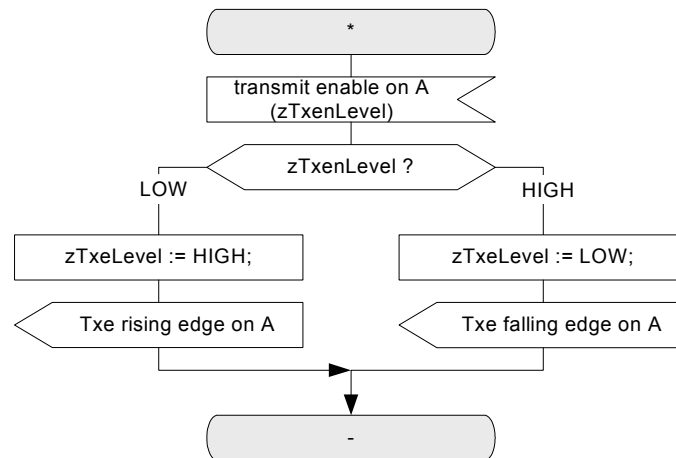 *
transmit enable on A
(zTxenLevel)
zTxenLevel ?
LOW
HIGH
zTxeLevel := HIGH;
zTxeLevel := LOW;
Txe rising edge on A
Txe falling edge on A
-